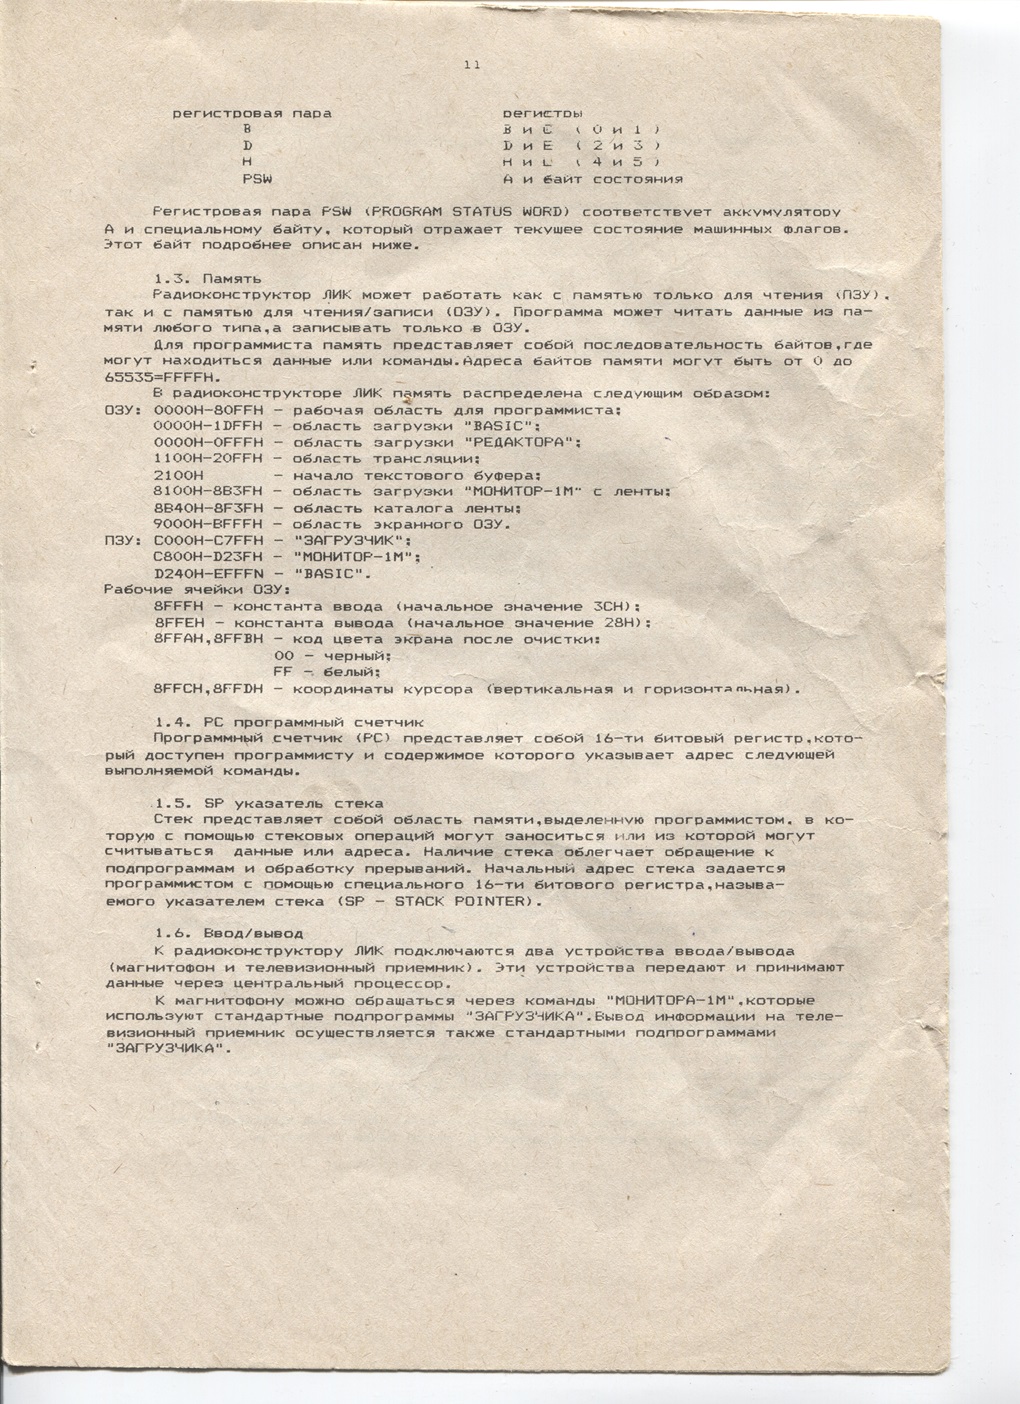 11
регистровая пара регистры
B B и C ( 0 и 1 )
D D и E ( 2 и 3 )
H H и L ( 4 и 5 )
PSW A и байт состояния
Регистровая пара PSW (PROGRAM STATUS WORD) соответствует аккумулятору
А и специальному байту, который отражает текущее состояние машинных флагов.
Этот байт подробнее описан ниже.
1.3. Память
Радиоконструктор ЛИК может работать как с памятью только для чтения (ПЗУ),
так и с памятью для чтения/записи (ОЗУ). Программа может читать данные из па-
мяти любого типа,а записывать только в ОЗУ.
Для программиста память представляет собой последовательность байтов,где
могут находиться данные или команды.Адреса байтов памяти могут быть от 0 до
65535=FFFFH.
В радиоконструкторе ЛИК память распределена следующим образом:
ОЗУ: 0000H-80FFH - рабочая область для программиста;
0000H-1DFFH - область загрузки "BASIC";
0000H-0FFFH - область загрузки "РЕДАКТОРА";
1100H-20FFH - область трансляции;
2100H - начало текстового буфера;
8100H-8B3FH - область загрузки "МОНИТОР-1М" с ленты;
8B40H-8F3FH - область каталога ленты;
9000H-BFFFH - область экранного ОЗУ.
ПЗУ: C000H-C7FFH - "ЗАГРУЗЧИК";
C800H-D23FH - "МОНИТОР-1М";
D240H-EFFFN - "BASIC".
Рабочие ячейки ОЗУ:
8FFFH - константа ввода (начальное значение 3CH);
8FFEH - константа вывода (начальное значение 28H);
8FFAH,8FFBH - код цвета экрана после очистки:
00 - черный;
FF - белый;
8FFCH,8FFDH - координаты курсора (вертикальная и горизонтальная).
1.4. PC программный счетчик
Программный счетчик (PC) представляет собой 16-ти битовый регистр,кото-
рый доступен программисту и содержимое которого указывает адрес следующей
выполняемой команды.
1.5. SP указатель стека
Стек представляет собой область памяти,выделенную программистом, в ко-
торую с помощью стековых операций могут заноситься или из которой могут
считываться данные или адреса. Наличие стека облегчает обращение к
подпрограммам и обработку прерываний. Начальный адрес стека задается
программистом с помощью специального 16-ти битового регистра,называ-
емого указателем стека (SP - STACK POINTER).
1.6. Ввод/вывод
К радиоконструктору ЛИК подключаются два устройства ввода/вывода
(магнитофон и телевизионный приемник). Эти устройства передают и принимают
данные через центральный процессор.
К магнитофону можно обращаться через команды "МОНИТОРА-1М",которые
используют стандартные подпрограммы "ЗАГРУЗЧИКА".Вывод информации на теле-
визионный приемник осуществляется также стандартными подпрограммами
"ЗАГРУЗЧИКА".